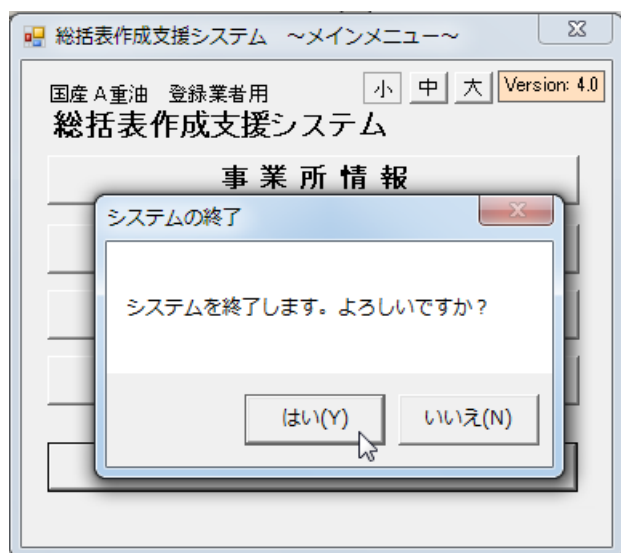 総括表作成支援システム ～メインメニュー～
国産A重油 登録業者用
小 中 大 Version: 4.0
総括表作成支援システム
事業所情報
システムの終了
システムを終了します。よろしいですか？
はい(Y) いいえ(N)